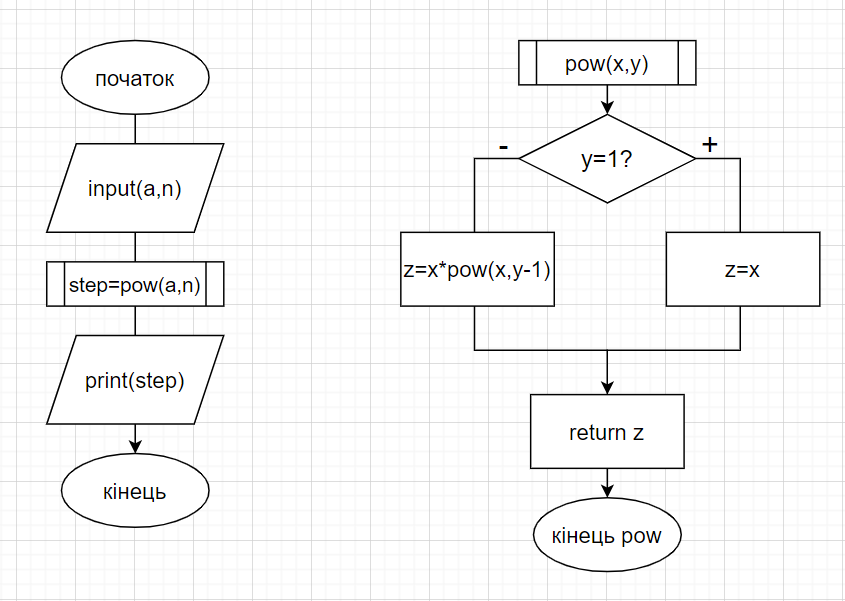 початок
input(a,n)
step=pow(a,n)
print(step)
кінець
pow(x,y)
y=1?
-
+
z=x*pow(x,y-1)
z=x
return z
кінець pow